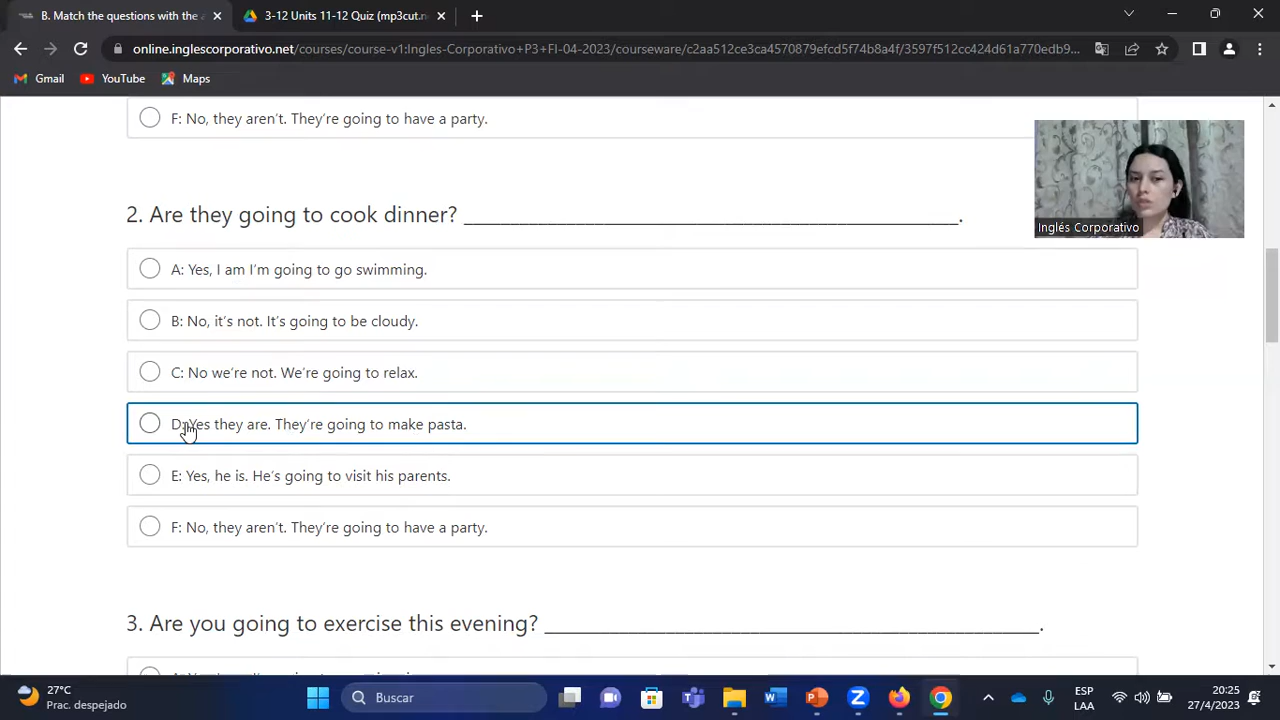 B. Match the questions with the a
3-12 Units 11-12 Quiz (mp3cut.n
online.inglescorporativo.net/courses/course-v1:Ingles-Corporativo+P3+FI-04-2023/courseware/c2aa512ce3ca4570879efcd5f74b8a4f/3597f512cc424d61a770edb9...
Gmail
YouTube
Maps
F: No, they aren't. They're going to have a party.
Inglés Corporativo
2. Are they going to cook dinner? ________________________________________________.
A: Yes, I am I'm going to go swimming.
B: No, it's not. It's going to be cloudy.
C: No we're not. We're going to relax.
D: Yes they are. They're going to make pasta.
E: Yes, he is. He's going to visit his parents.
F: No, they aren't. They're going to have a party.
3. Are you going to exercise this evening? ________________________________________________.
27°C
Prac. despejado
Buscar
ESP
LAA
20:25
27/4/2023